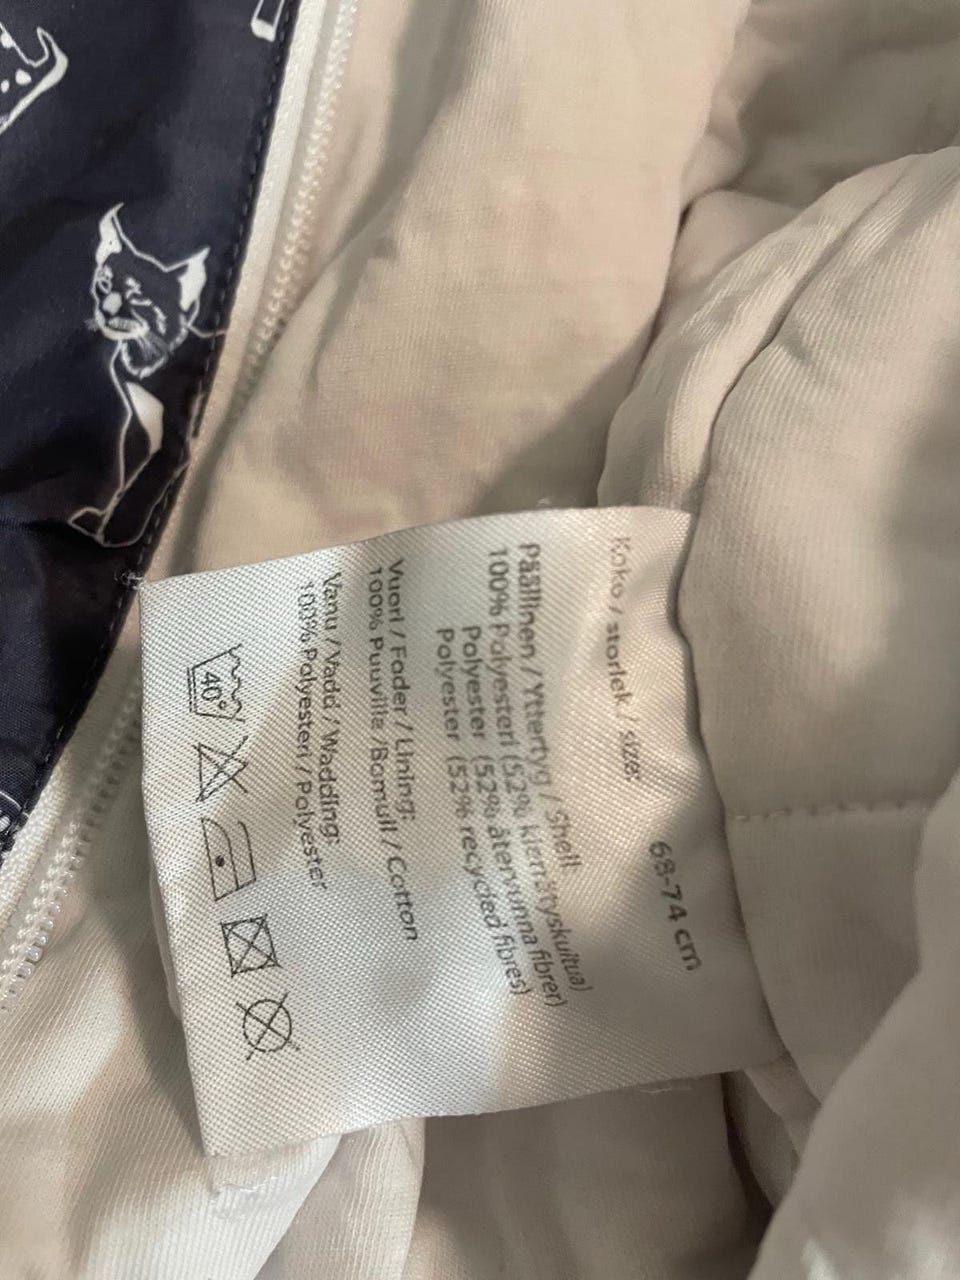 Koko / storlek / size:
68-74 cm
Päällinen / Yttertyg / Shell:
100% Polyesteri (52% kierrätyskuitua)
Polyester (52% återvunna fibrer)
Polyester (52% recycled fibres)
Vuori / Foder / Lining:
100% Puuvilla / Bomull / Cotton
Vanu / Vadd / Wadding:
100% Polyesteri / Polyester
40°